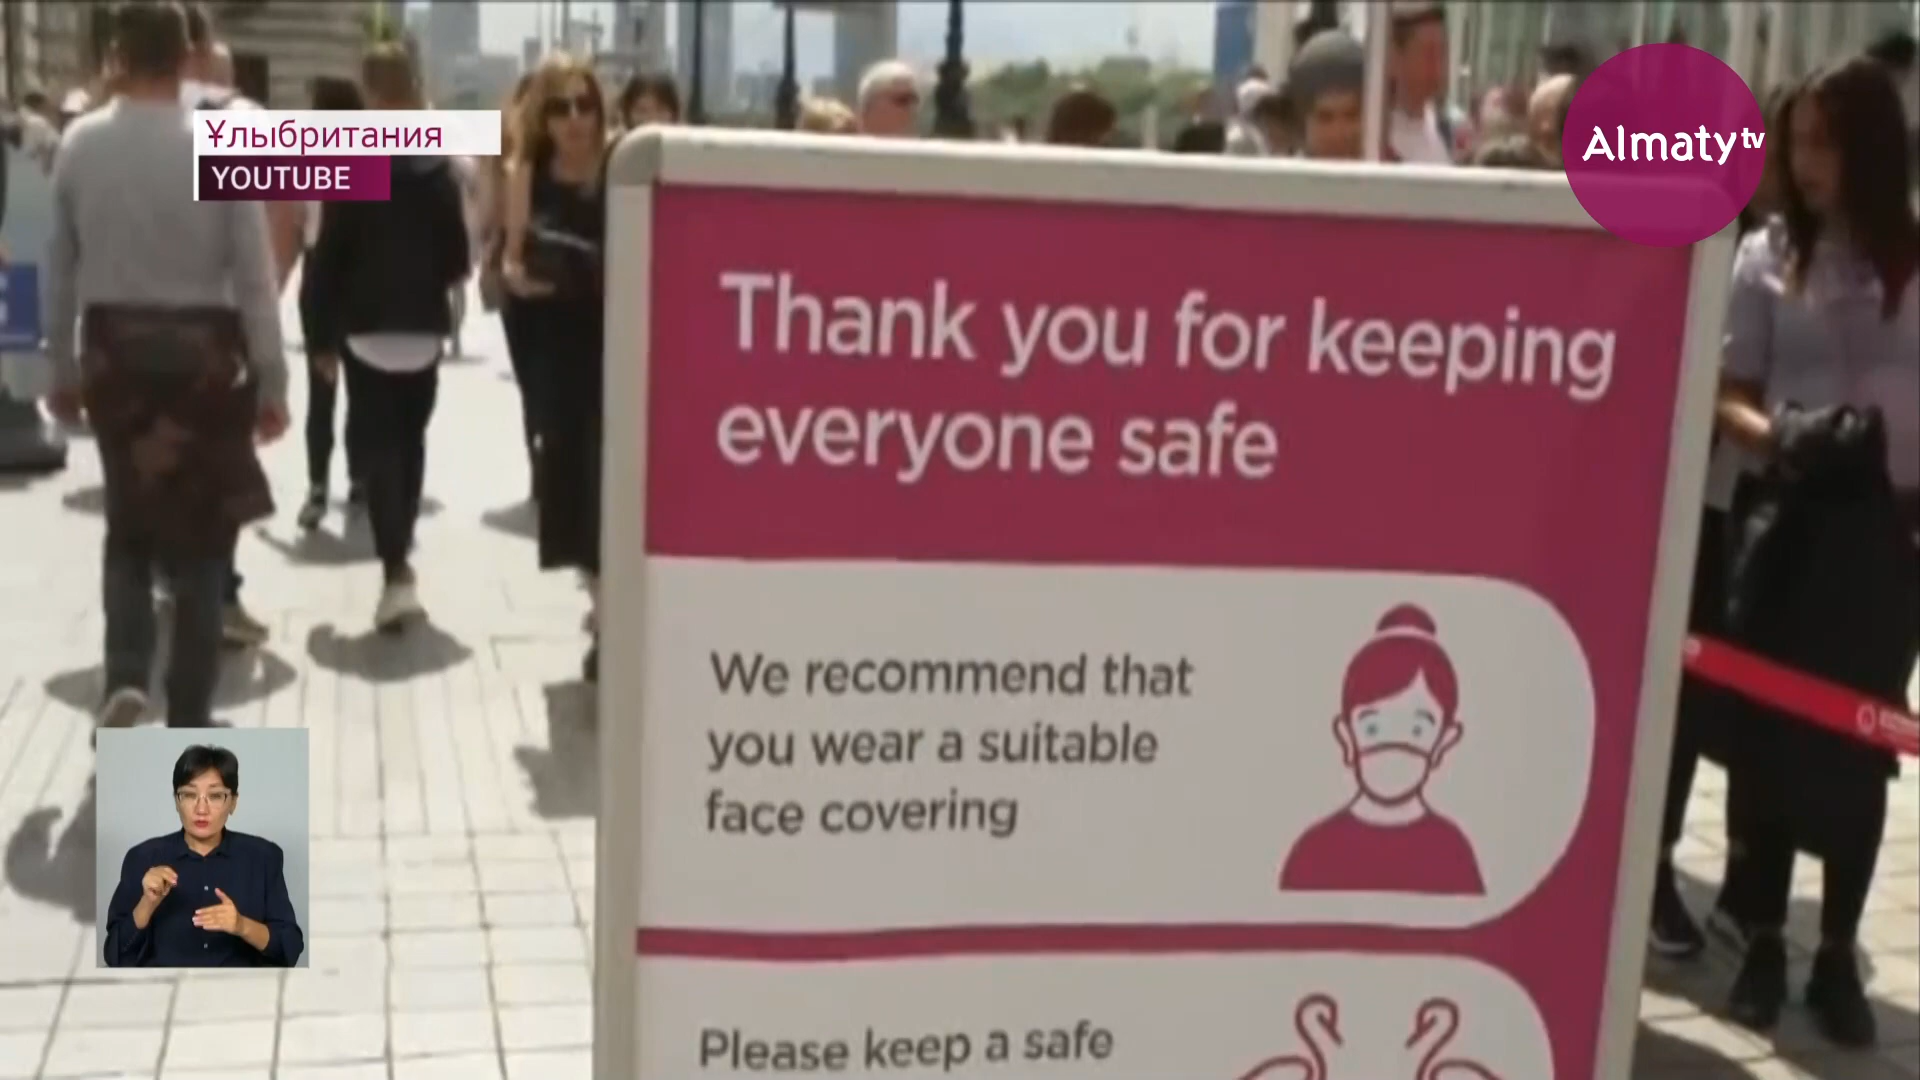 Ұлыбритания
YOUTUBE
Almaty tv
Thank you for keeping
everyone safe
We recommend that
you wear a suitable
face covering
Please keep a safe